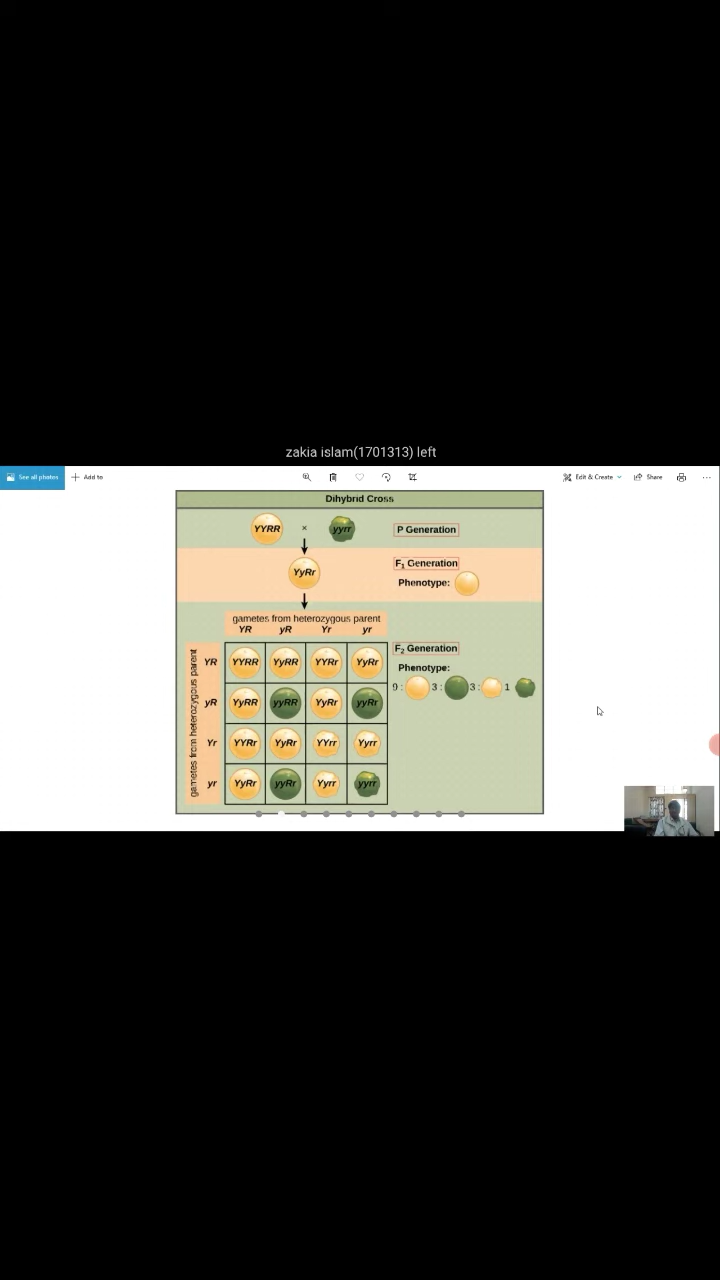 zakia islam(1701313) left
See all photos + Add to Edit & Create Share
Dihybrid Cross
YYRR × yyrr P Generation
YyRr F1 Generation
Phenotype:
gametes from heterozygous parent
YR yR Yr yr
gametes from heterozygous parent
YR YYRR YyRR YYRr YyRr
yR YyRR yyRR YyRr yyRr
Yr YYRr YyRr YYrr Yyrr
yr YyRr yyRr Yyrr yyrr
F2 Generation
Phenotype:
9 : 3 : 3 : 1